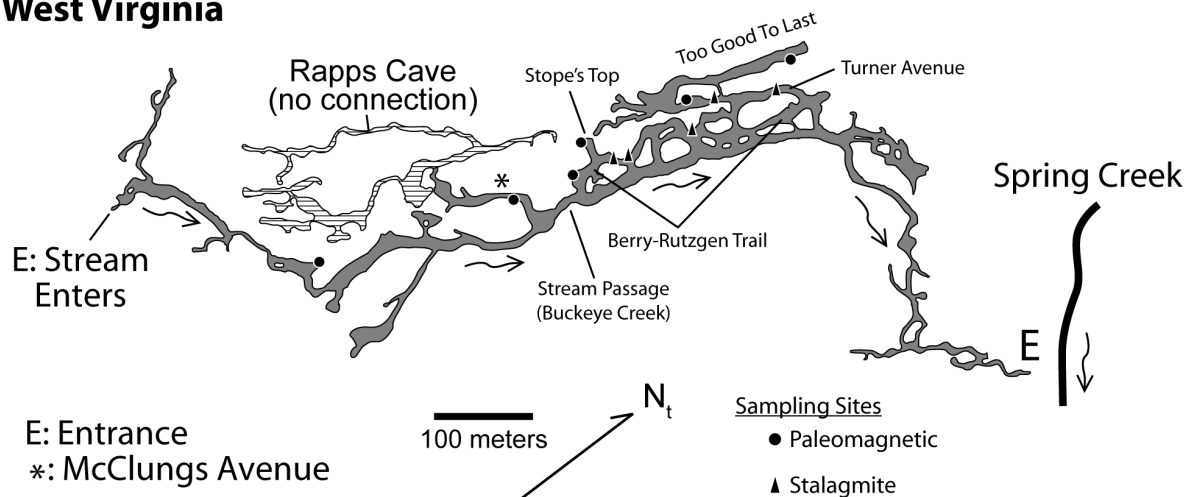 West Virginia
Too Good To Last
Rapps Cave
(no connection)
Stope's Top
Turner Avenue
*
Spring Creek
Berry-Rutzgen Trail
E: Stream
Enters
Stream Passage
(Buckeye Creek)
E
N t
100 meters
Sampling Sites
Paleomagnetic
Stalagmite
E: Entrance
*: McClungs Avenue